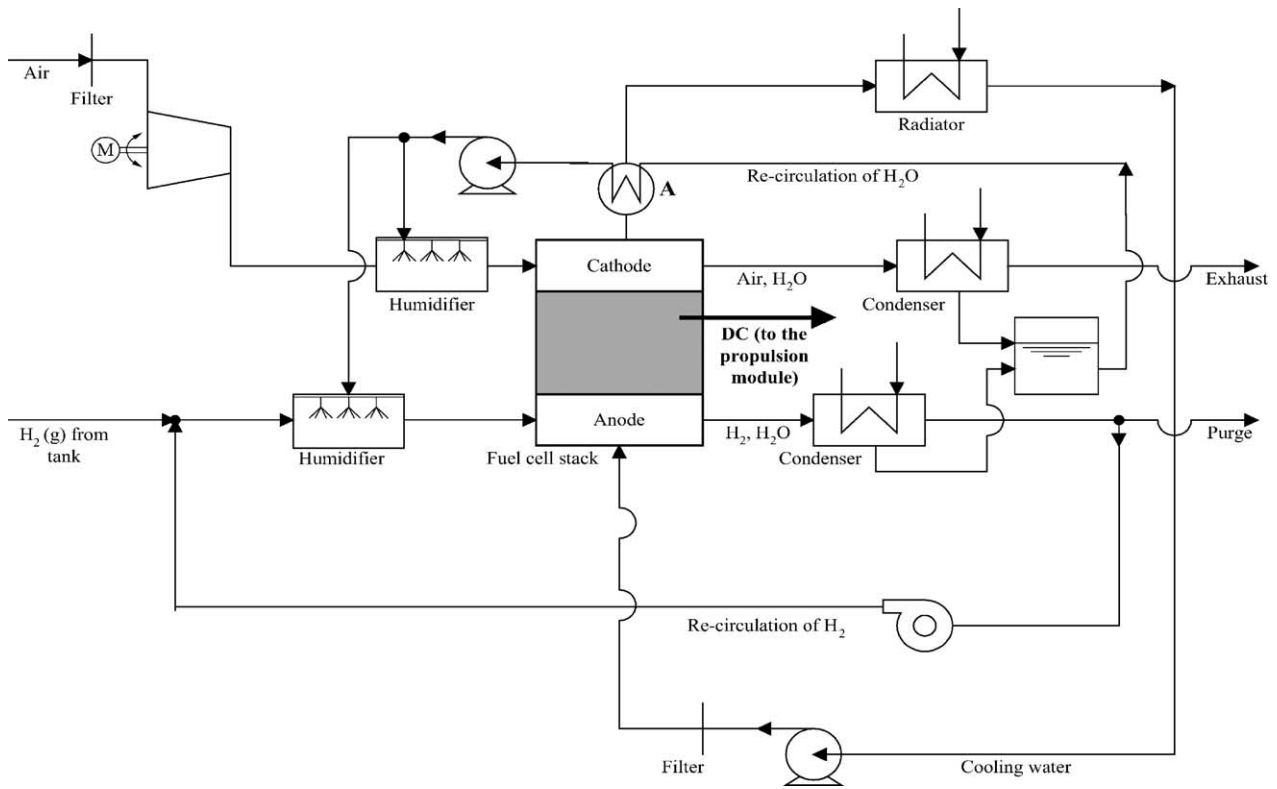 Air
Filter
M
Radiator
A
Re-circulation of H₂O
Cathode
Humidifier
Air, H₂O
Condenser
Exhaust
DC (to the
propulsion
module)
H₂ (g) from
tank
Humidifier
Anode
Fuel cell stack
H₂, H₂O
Condenser
Purge
Re-circulation of H₂
Filter
Cooling water